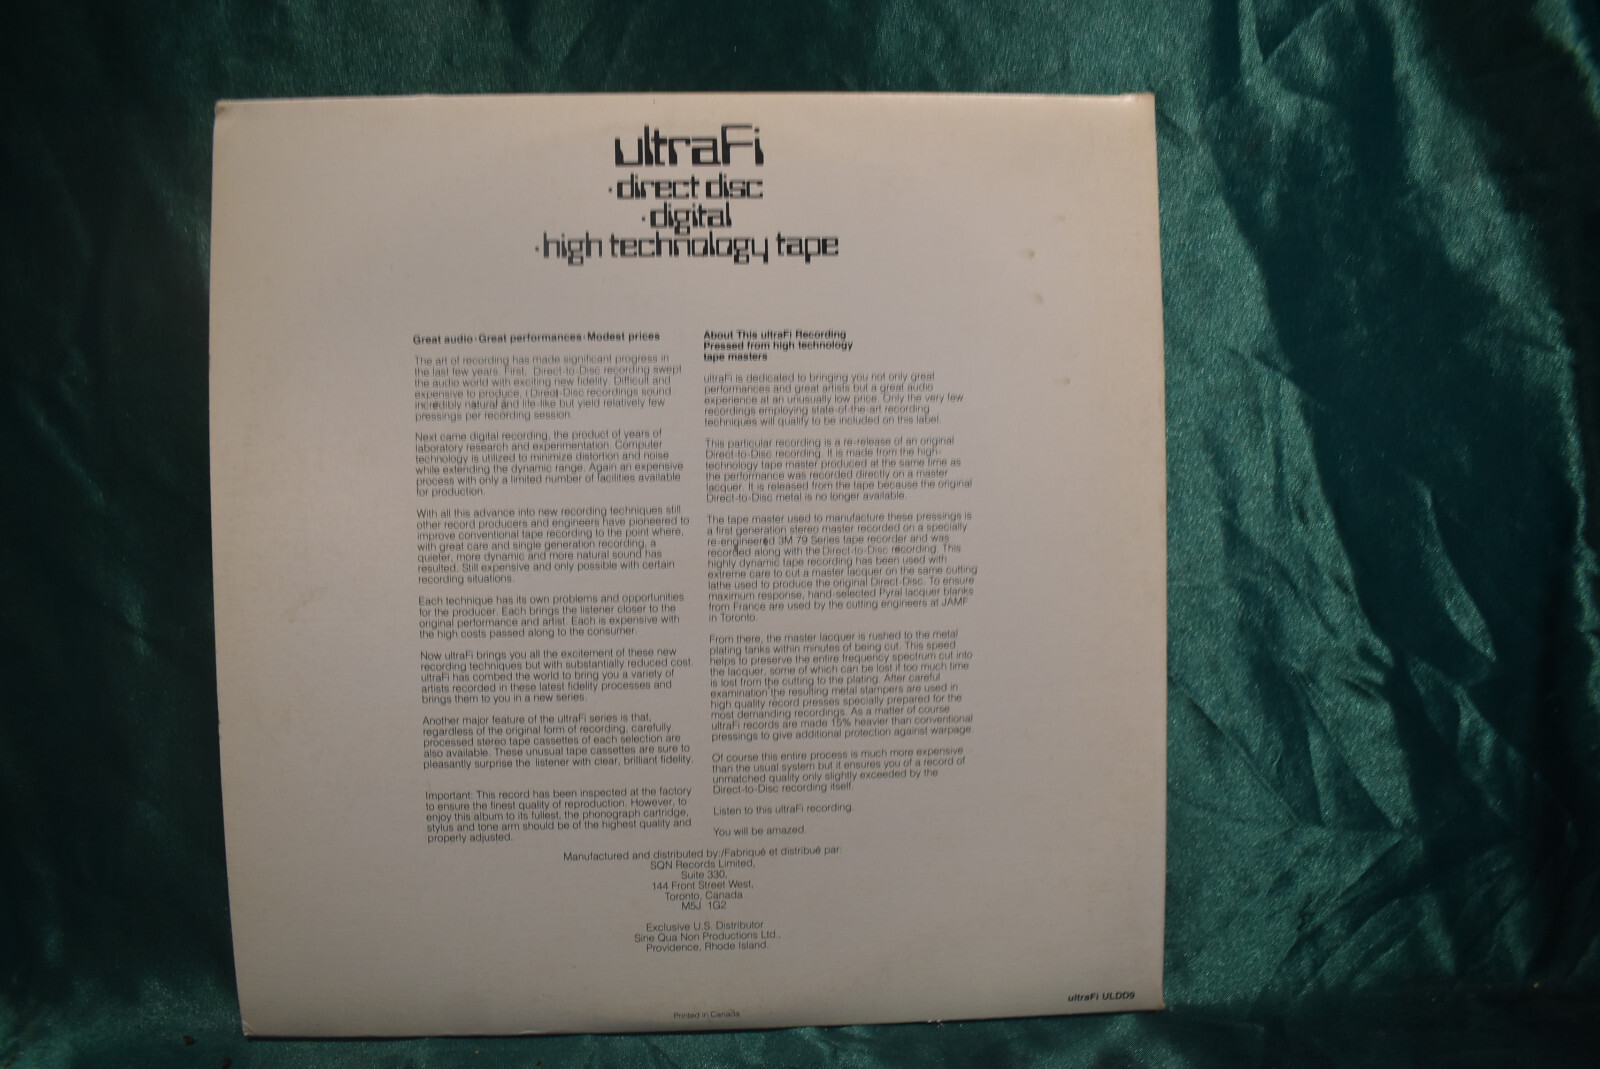 ultraFi
·direct disc
·digital
·high technology tape
Great audio·Great performances·Modest prices
The art of recording has made significant progress in
the last few years. First, Direct-to-Disc recording swept
the audio world with exciting new fidelity. Difficult and
expensive to produce, Direct-Disc recordings sound
incredibly natural and life-like but yield relatively few
pressings per recording session.
Next came digital recording, the product of years of
laboratory research and experimentation. Computer
technology is utilized to minimize distortion and noise
while extending the dynamic range. Again an expensive
process with only a limited number of facilities available
for production.
With all this advance into new recording techniques still
other record producers and engineers have pioneered to
improve conventional tape recording to the point where,
with great care and single generation recording, a
quieter, more dynamic and more natural sound has
resulted. Still expensive and only possible with certain
recording situations.
Each technique has its own problems and opportunities
for the producer. Each brings the listener closer to the
original performance and artist. Each is expensive with
the high costs passed along to the consumer.
Now ultraFi brings you all the excitement of these new
recording techniques but with substantially reduced cost.
ultraFi has combed the world to bring you a variety of
artists recorded in these latest fidelity processes and
brings them to you in a new series.
Another major feature of the ultraFi series is that,
regardless of the original form of recording, carefully
processed stereo tape cassettes of each selection are
also available. These unusual tape cassettes are sure to
pleasantly surprise the listener with clear, brilliant fidelity.
Important: This record has been inspected at the factory
to ensure the finest quality of reproduction. However, to
enjoy this album to its fullest, the phonograph cartridge,
stylus and tone arm should be of the highest quality and
properly adjusted.
About This ultraFi Recording
Pressed from high technology
tape masters
ultraFi is dedicated to bringing you not only great
performances and great artists but a great audio
experience at an unusually low price. Only the very few
recordings employing state-of-the-art recording
techniques will qualify to be included on this label.
This particular recording is a re-release of an original
Direct-to-Disc recording. It is made from the high-
technology tape master produced at the same time as
the performance was recorded directly on a master
lacquer. It is released from the tape because the original
Direct-to-Disc metal is no longer available.
The tape master used to manufacture these pressings is
a first generation stereo master recorded on a specially
re-engineered 3M 79 Series tape recorder and was
recorded along with the Direct-to-Disc recording. This
highly dynamic tape recording has been used with
extreme care to cut a master lacquer on the same cutting
lathe used to produce the original Direct-Disc. To ensure
maximum response, hand-selected Pyral lacquer blanks
from France are used by the cutting engineers at JAMF
in Toronto.
From there, the master lacquer is rushed to the metal
plating tanks within minutes of being cut. This speed
helps to preserve the entire frequency spectrum cut into
the lacquer, some of which can be lost if too much time
is lost from the cutting to the plating. After careful
examination the resulting metal stampers are used in
high quality record presses specially prepared for the
most demanding recordings. As a matter of course
ultraFi records are made 15% heavier than conventional
pressings to give additional protection against warpage.
Of course this entire process is much more expensive
than the usual system but it ensures you of a record of
unmatched quality only slightly exceeded by the
Direct-to-Disc recording itself.
Listen to this ultraFi recording.
You will be amazed.
Manufactured and distributed by:/Fabriqué et distribué par:
SQN Records Limited,
Suite 330,
144 Front Street West,
Toronto, Canada
M5J 1G2
Exclusive U.S. Distributor
Sine Qua Non Productions Ltd.,
Providence, Rhode Island.
ultraFi ULDD9
Printed in Canada